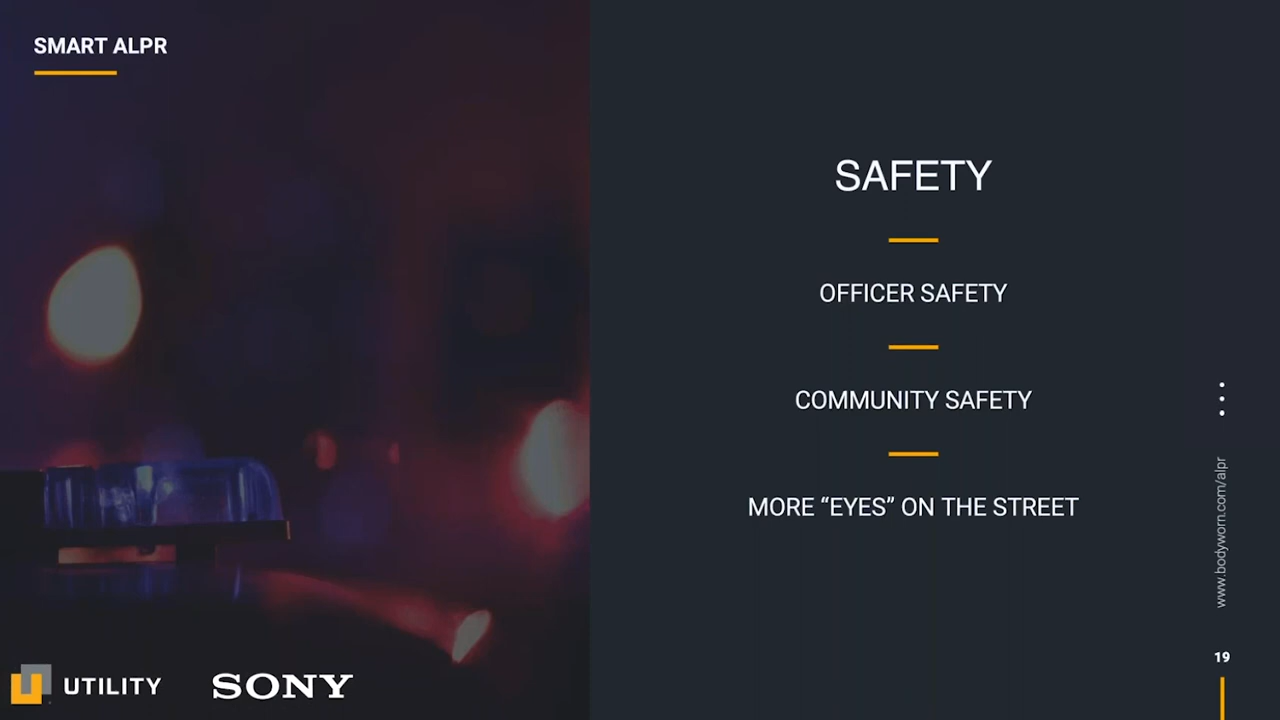 SMART ALPR
SAFETY
OFFICER SAFETY
COMMUNITY SAFETY
MORE “EYES” ON THE STREET
www.bodyworn.com/alpr
19
UTILITY
SONY